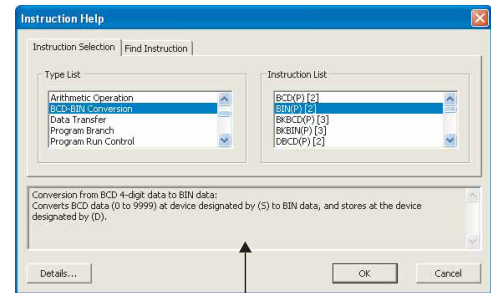 Instruction Help
Instruction Selection
Find Instruction
Type List
Arithmetic Operation
BCD-BIN Conversion
Data Transfer
Program Branch
Program Run Control
Instruction List
BCD(P) [2]
BIN(P) [2]
BKBCD(P) [3]
BKBIN(P) [3]
DBCD(P) [2]
Conversion from BCD 4-digit data to BIN data:
Converts BCD data (0 to 9999) at device designated by (S) to BIN data, and stores at the device
designated by (D).
Details...
OK
Cancel